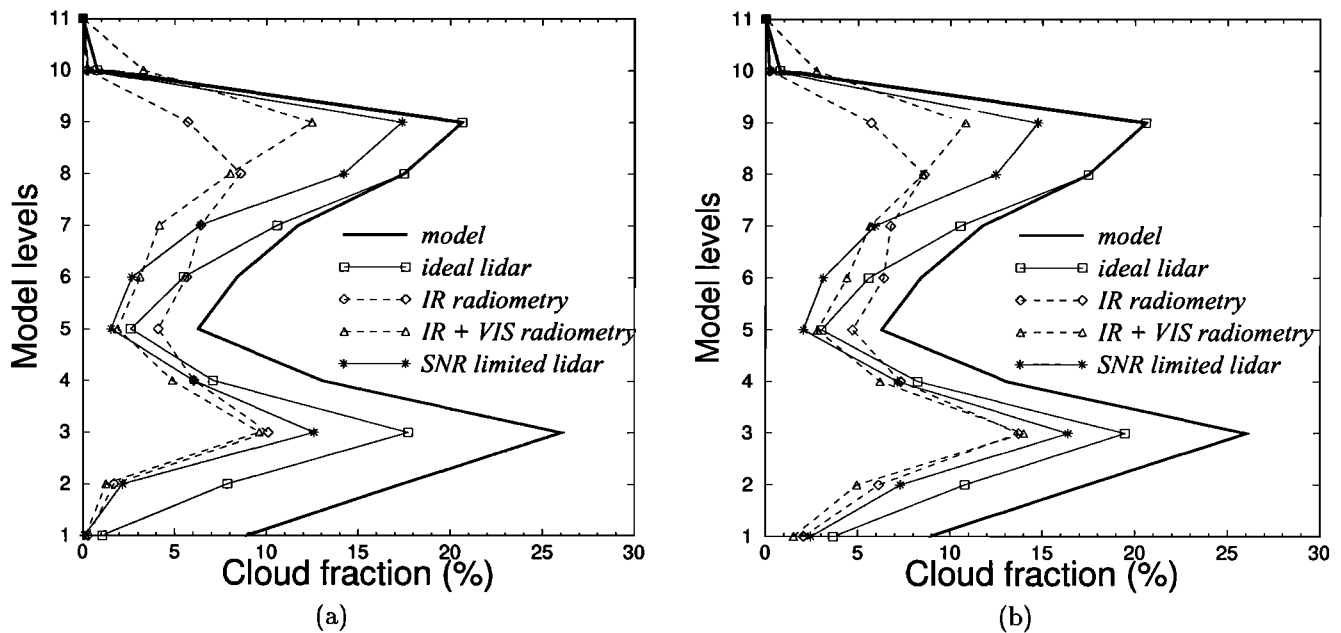 11
10
9
8
7
6
5
4
3
2
1
Model levels
model
ideal lidar
IR radiometry
IR + VIS radiometry
SNR limited lidar
0 5 10 15 20 25 30
Cloud fraction (%)
(a)
11
10
9
8
7
6
5
4
3
2
1
Model levels
model
ideal lidar
IR radiometry
IR + VIS radiometry
SNR limited lidar
0 5 10 15 20 25 30
Cloud fraction (%)
(b)